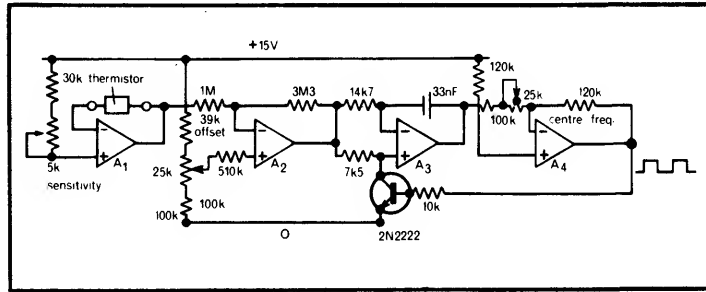 +15V
30k thermistor
5k
sensitivity
A1
1M
39k
offset
25k
100k
100k
510k
3M3
A2
14k7
7k5
33nF
A3
2N2222
10k
120k
100k
25k
centre freq.
120k
A4
0